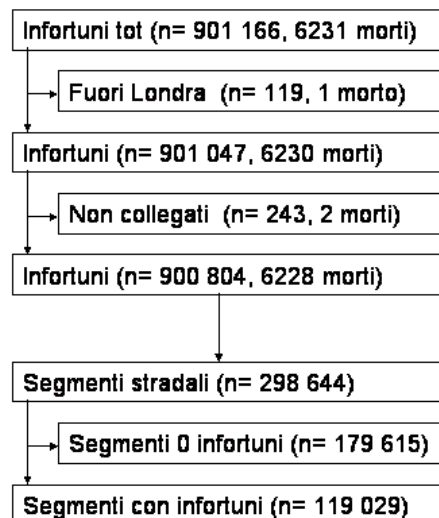 Infortuni tot (n= 901 166, 6231 morti)
Fuori Londra (n= 119, 1 morto)
Infortuni (n= 901 047, 6230 morti)
Non collegati (n= 243, 2 morti)
Infortuni (n= 900 804, 6228 morti)
Segmenti stradali (n= 298 644)
Segmenti 0 infortuni (n= 179 615)
Segmenti con infortuni (n= 119 029)